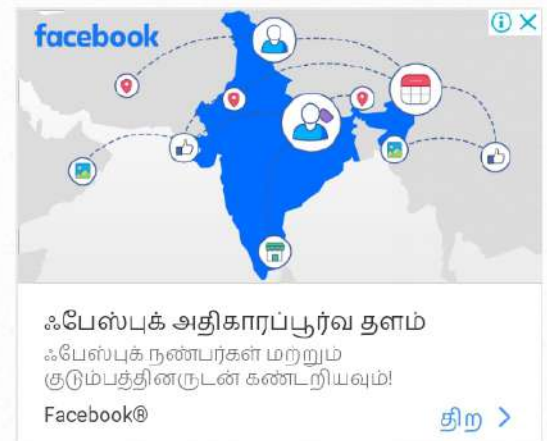 facebook
ஃபேஸ்புக் அதிகாரப்பூர்வ தளம்
ஃபேஸ்புக் நண்பர்கள் மற்றும்
குடும்பத்தினருடன் கண்டறியவும்!
Facebook®
திற